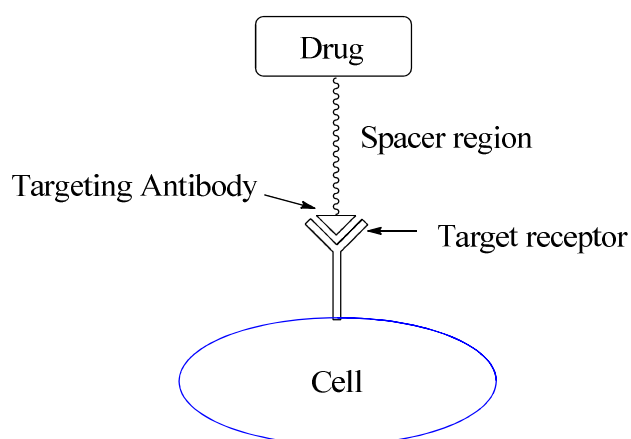 Drug
Spacer region
Targeting Antibody
Target receptor
Cell